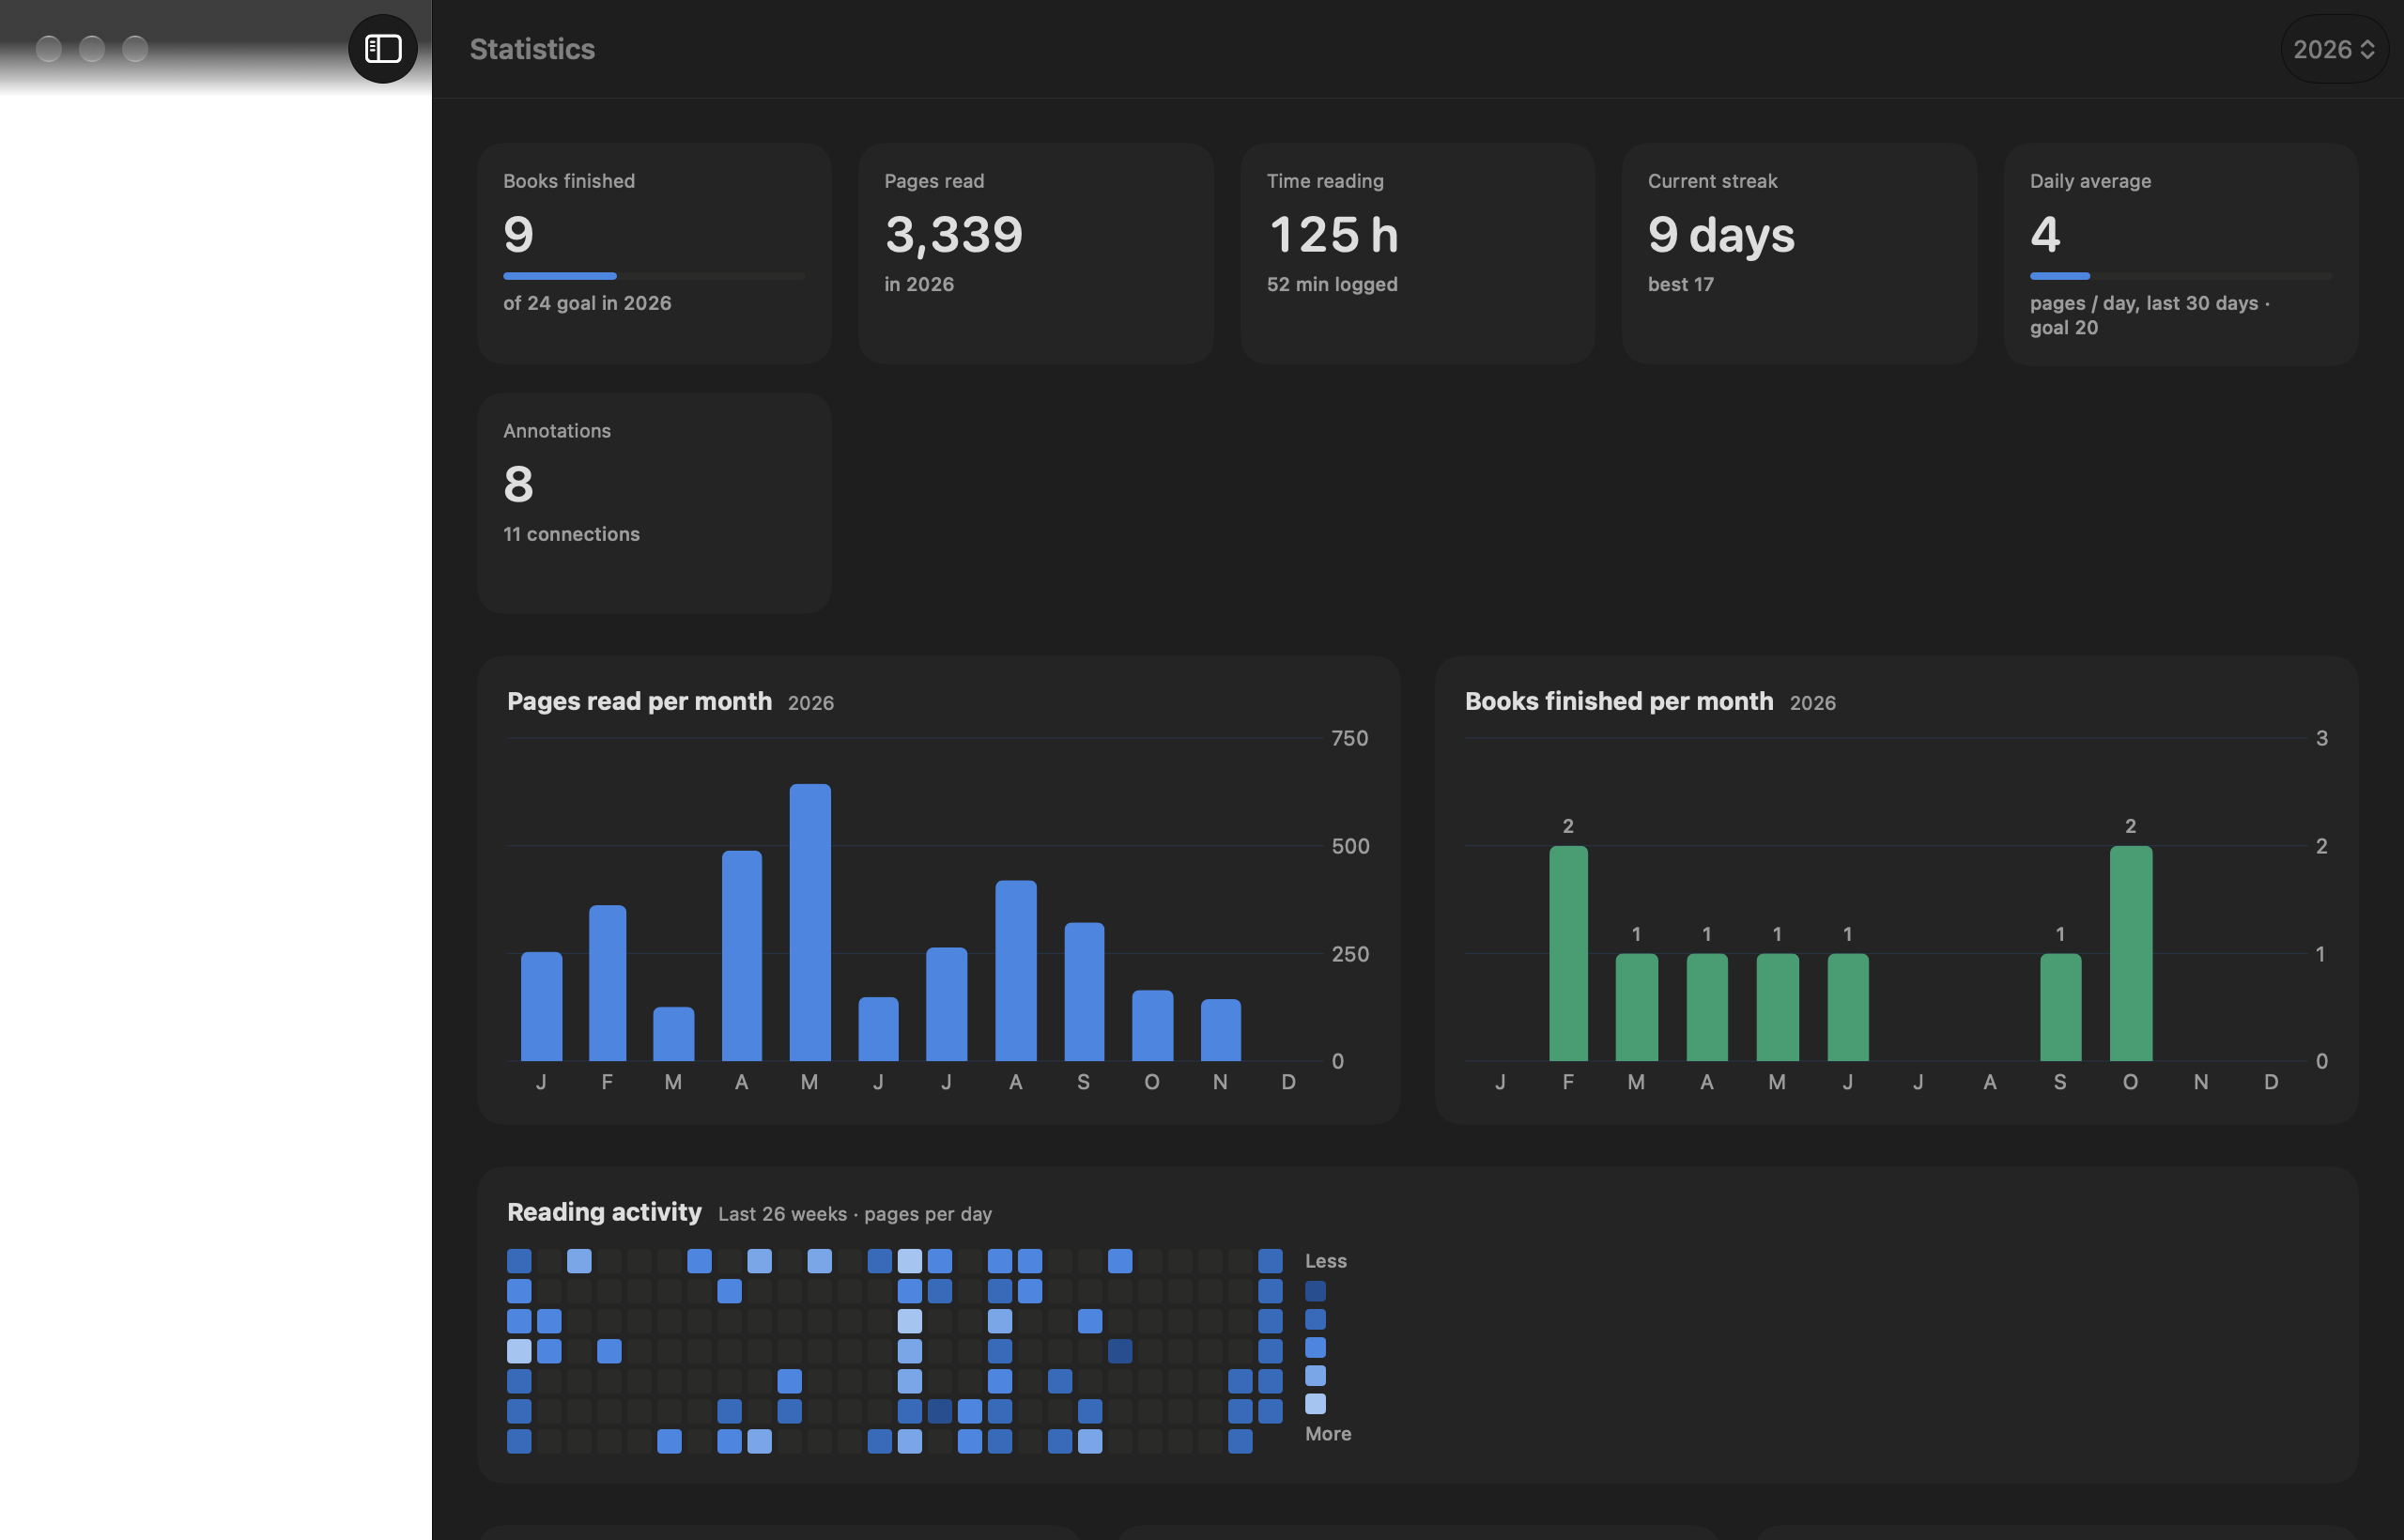 Statistics
2026
Books finished
9
of 24 goal in 2026
Pages read
3,339
in 2026
Time reading
125 h
52 min logged
Current streak
9 days
best 17
Daily average
4
pages / day, last 30 days ·
goal 20
Annotations
8
11 connections
Pages read per month 2026
750
500
250
0
J F M A M J J A S O N D
Books finished per month 2026
3
2
1
0
2 1 1 1 1 1 2
J F M A M J J A S O N D
Reading activity Last 26 weeks · pages per day
Less
More